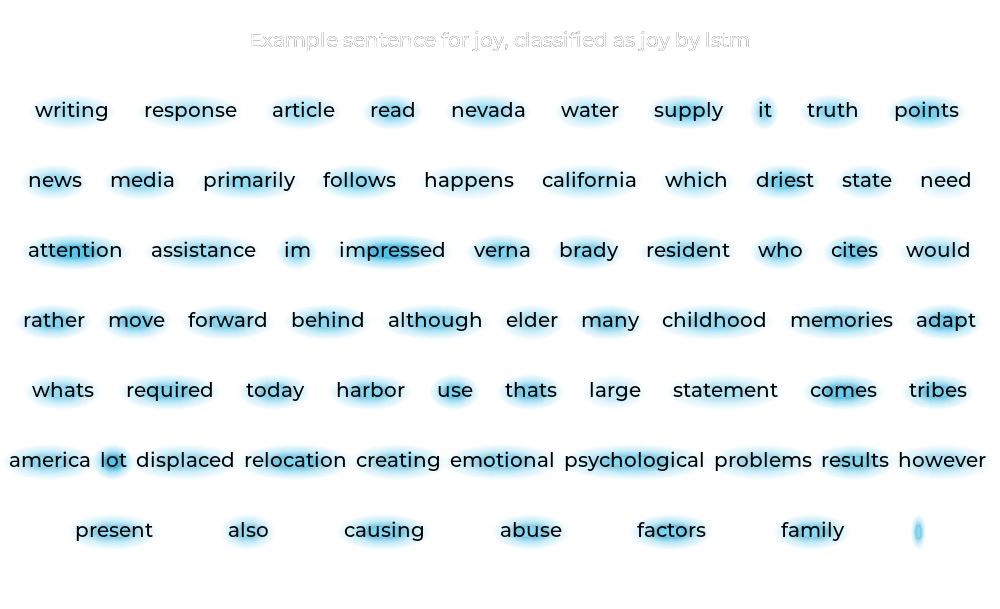 Example sentence for joy, classified as joy by lstm
writing response article read nevada water supply it truth points
news media primarily follows happens california which driest state need
attention assistance im impressed verna brady resident who cites would
rather move forward behind although elder many childhood memories adapt
whats required today harbor use thats large statement comes tribes
america lot displaced relocation creating emotional psychological problems results however
present also causing abuse factors family